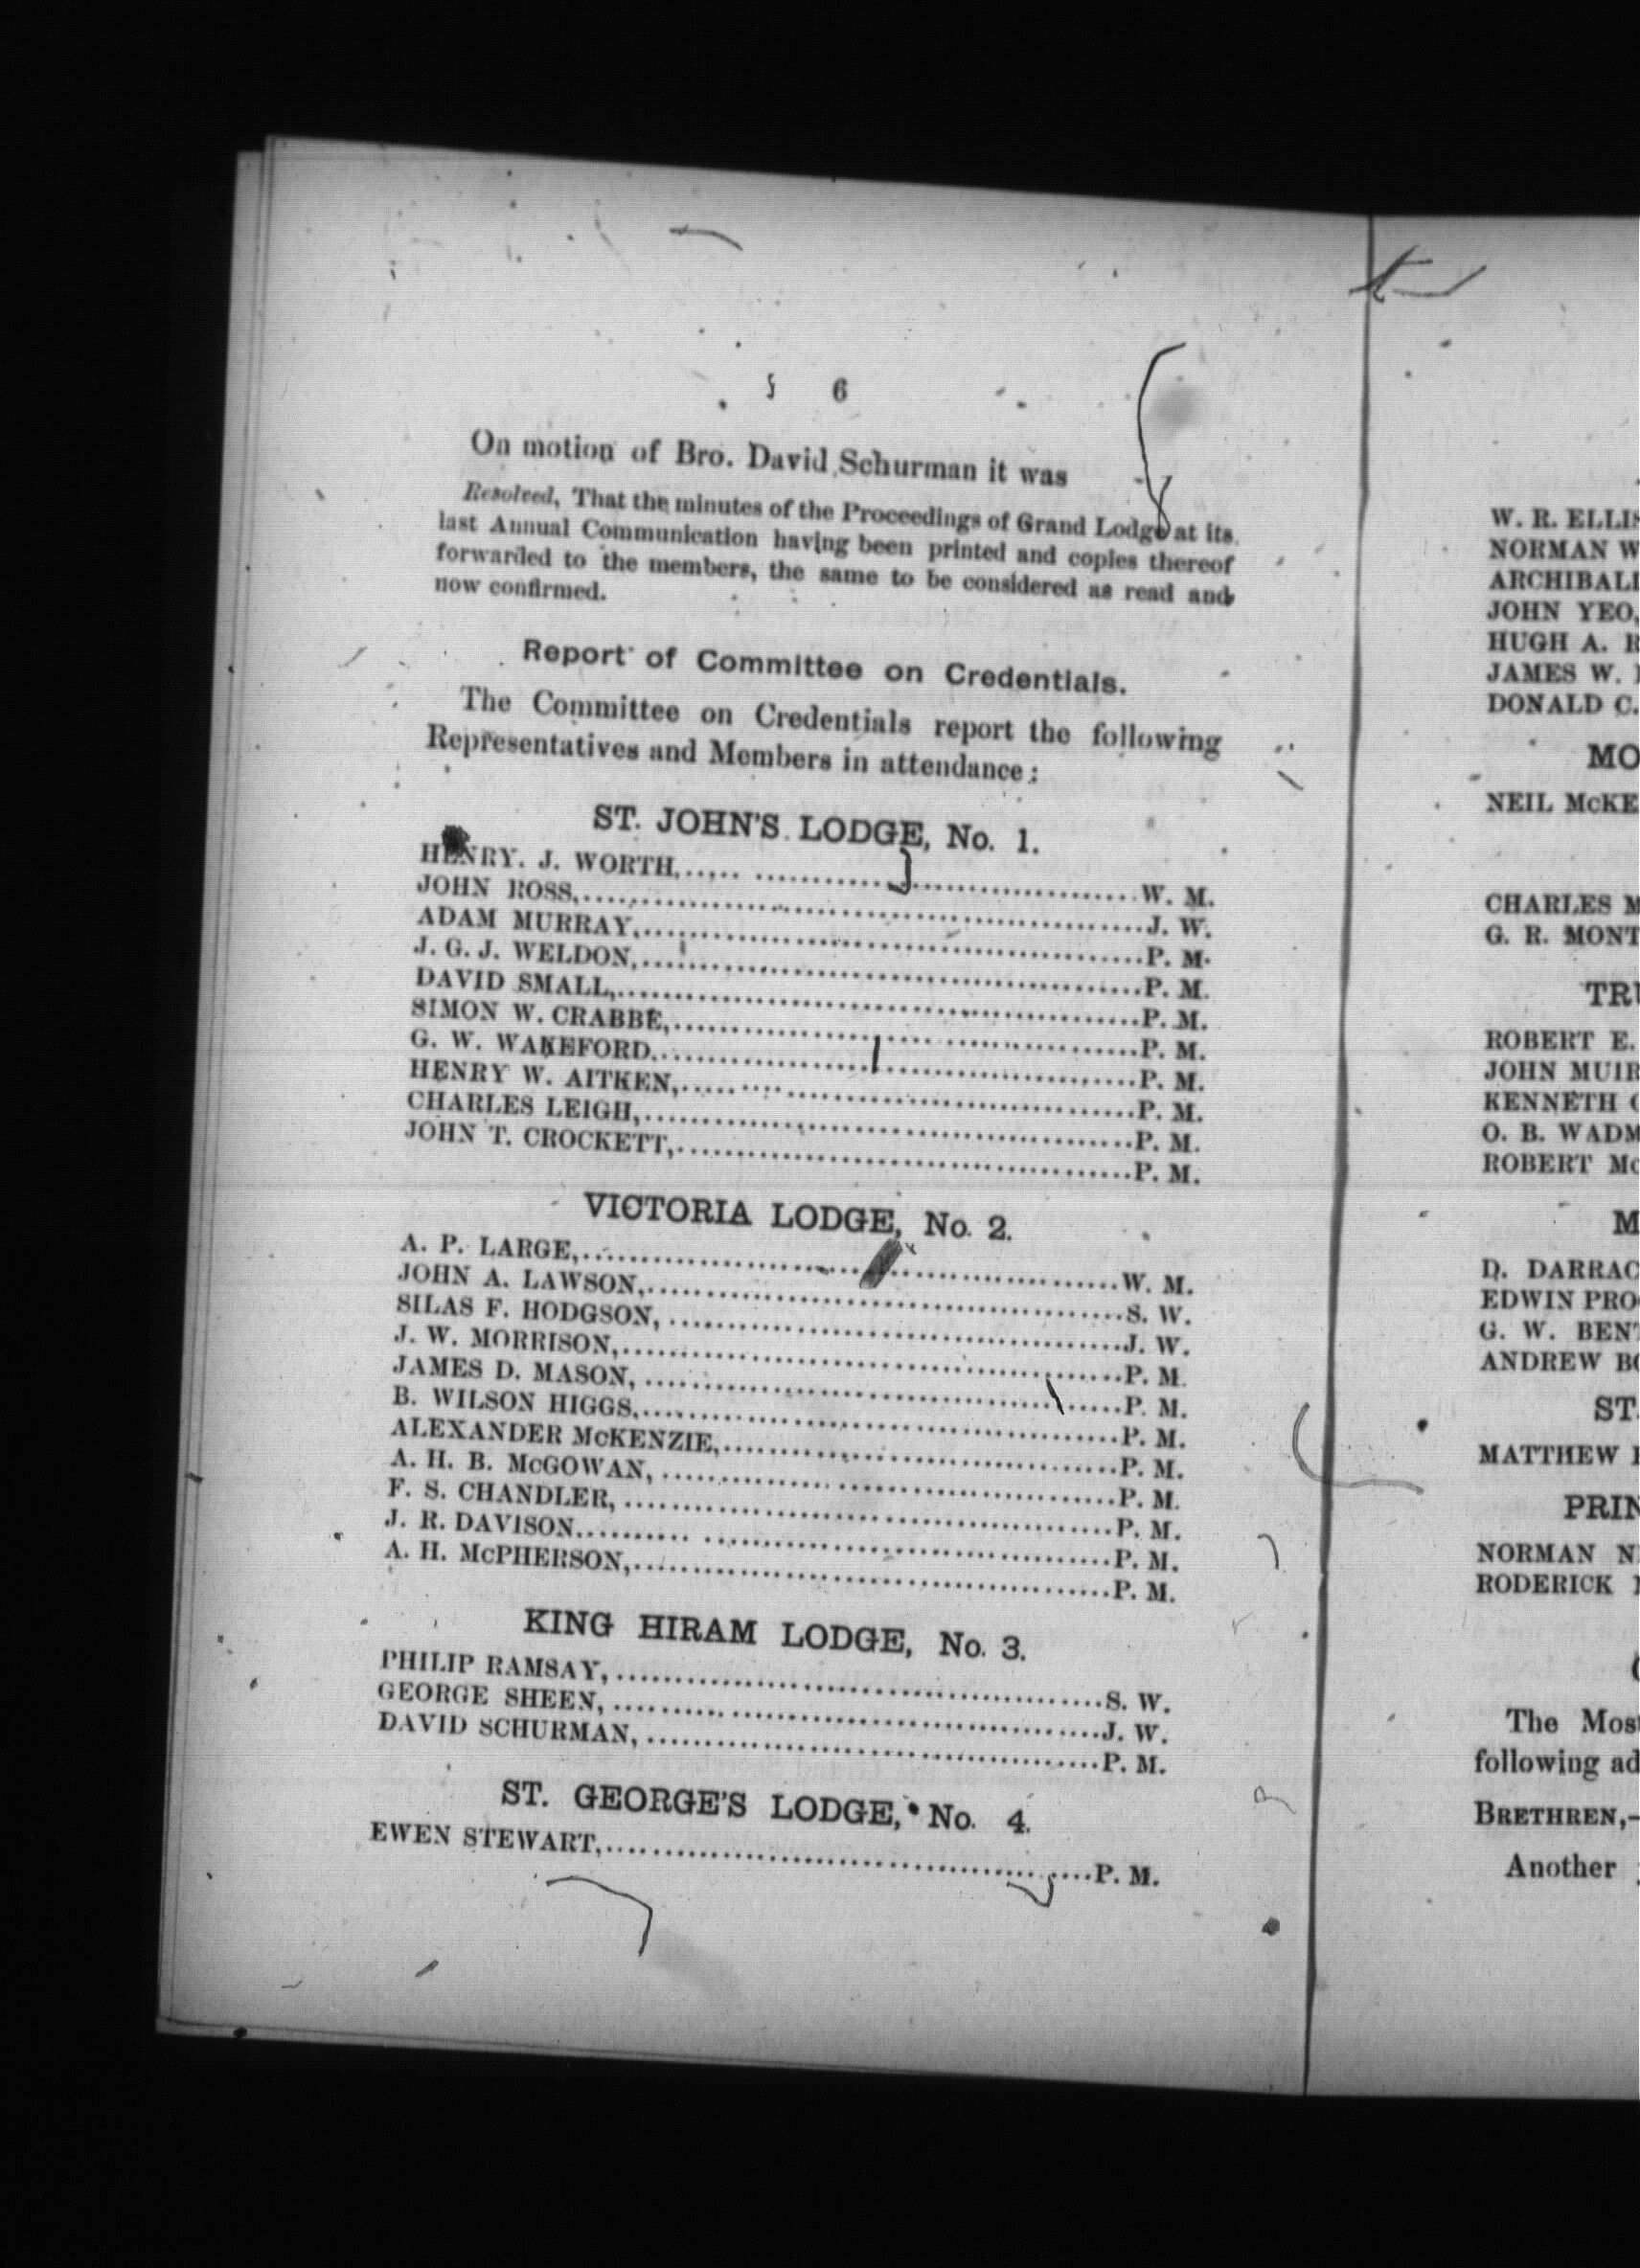 6
On motion of Bro. David Schurman it was
Resolved, That the minutes of the Proceedings of Grand Lodge at its
last Annual Communication having been printed and copies thereof
forwarded to the members, the same to be considered as read and
now confirmed.
Report of Committee on Credentials.
The Committee on Credentials report the following
Representatives and Members in attendance:
ST. JOHN'S LODGE, No. 1.
HENRY. J. WORTH,........................................W. M.
JOHN ROSS,........................................J. W.
ADAM MURRAY,........................................P. M.
J. G. J. WELDON,........................................P. M.
DAVID SMALL,........................................P. M.
SIMON W. CRABBE,........................................P. M.
G. W. WAKEFORD,........................................P. M.
HENRY W. AITKEN,........................................P. M.
CHARLES LEIGH,........................................P. M.
JOHN T. CROCKETT,........................................P. M.
VICTORIA LODGE, No. 2.
A. P. LARGE,........................................W. M.
JOHN A. LAWSON,........................................S. W.
SILAS F. HODGSON,........................................J. W.
J. W. MORRISON,........................................P. M.
JAMES D. MASON,........................................P. M.
B. WILSON HIGGS,........................................P. M.
ALEXANDER McKENZIE,........................................P. M.
A. H. B. McGOWAN,........................................P. M.
F. S. CHANDLER,........................................P. M.
J. R. DAVISON........................................P. M.
A. H. McPHERSON,........................................P. M.
KING HIRAM LODGE, No. 3.
PHILIP RAMSAY,........................................S. W.
GEORGE SHEEN,........................................J. W.
DAVID SCHURMAN,........................................P. M.
ST. GEORGE'S LODGE, No. 4.
EWEN STEWART,........................................P. M.
W. R. ELLIS
NORMAN W
ARCHIBALD
JOHN YEO,
HUGH A. R
JAMES W.
DONALD C.
MO
NEIL McKE
CHARLES M
G. R. MONT
TRU
ROBERT E.
JOHN MUIR
KENNETH C
O. B. WADM
ROBERT Mc
M
D. DARRAC
EDWIN PRO
G. W. BENT
ANDREW BO
ST.
MATTHEW
PRIN
NORMAN N
RODERICK
The Most
following ad
BRETHREN,—
Another